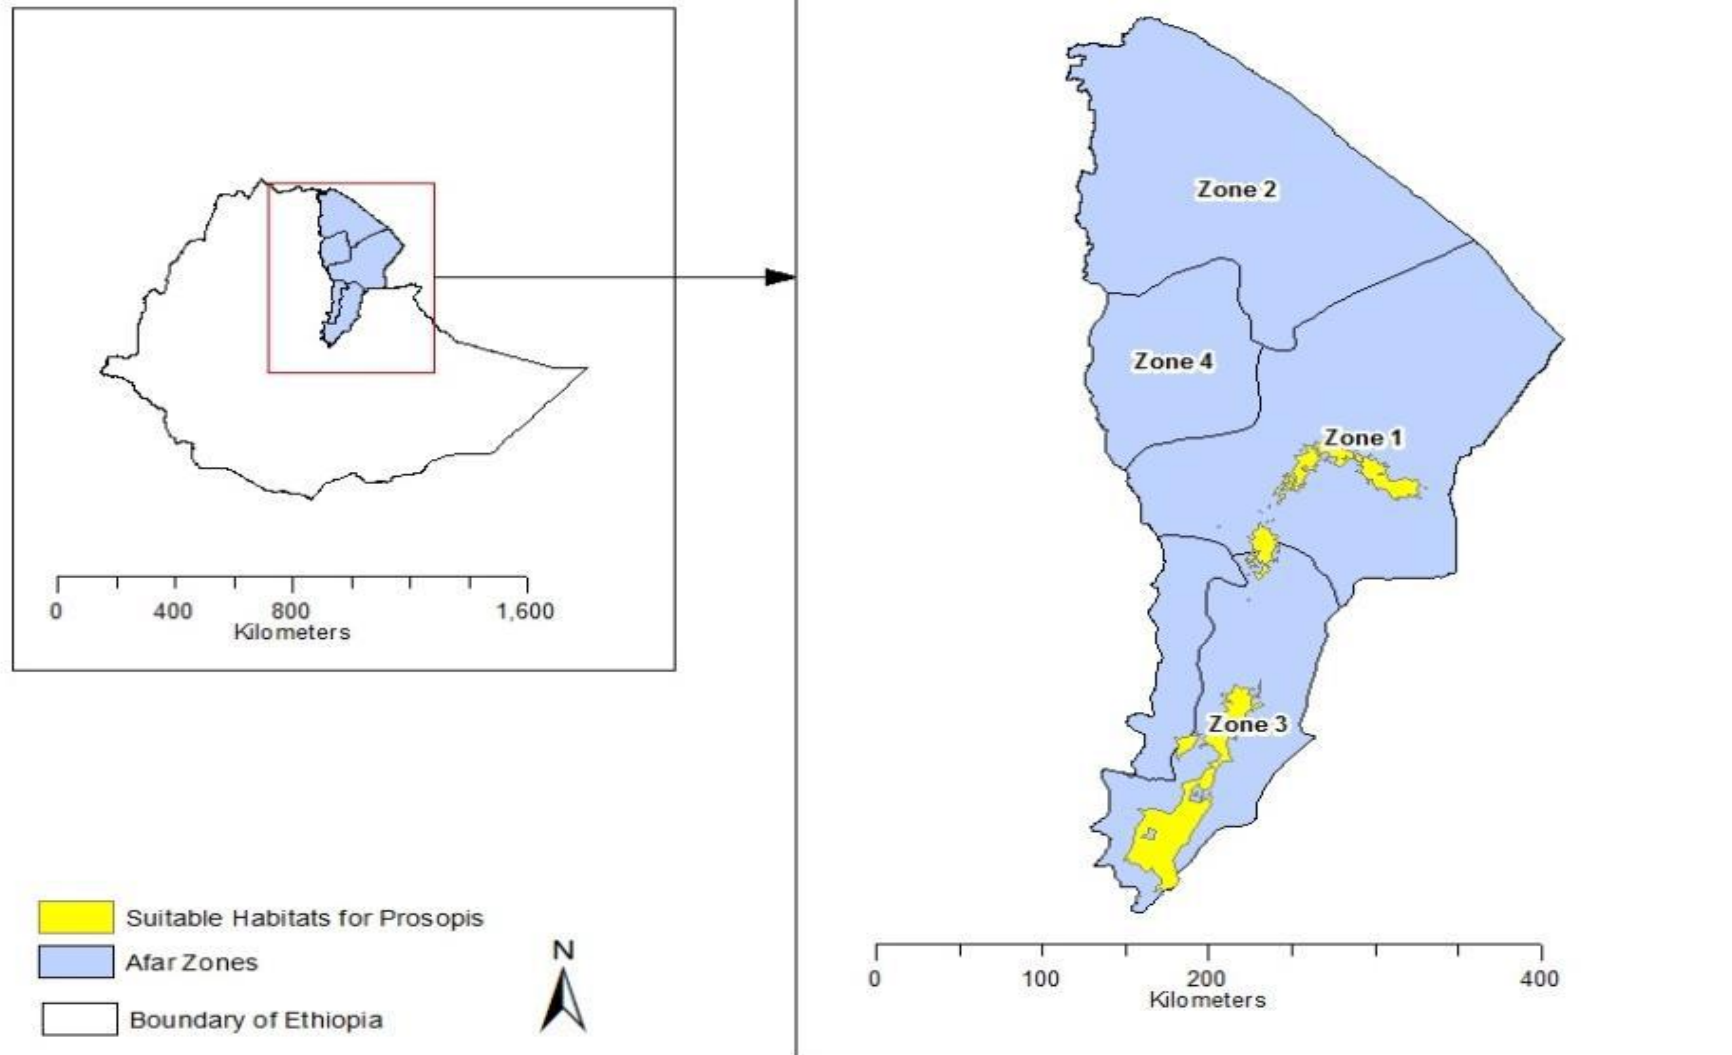 0 400 800 1,600
Kilometers
Suitable Habitats for Prosopis
Afar Zones
Boundary of Ethiopia
N
Zone 2
Zone 4
Zone 1
Zone 3
0 100 200 400
Kilometers